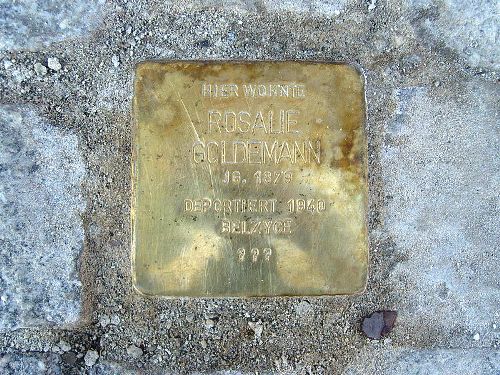 HIER WOHNTE
ROSALIE
GOLDEMANN
JG. 1879
DEPORTIERT 1940
BELZYCE
???